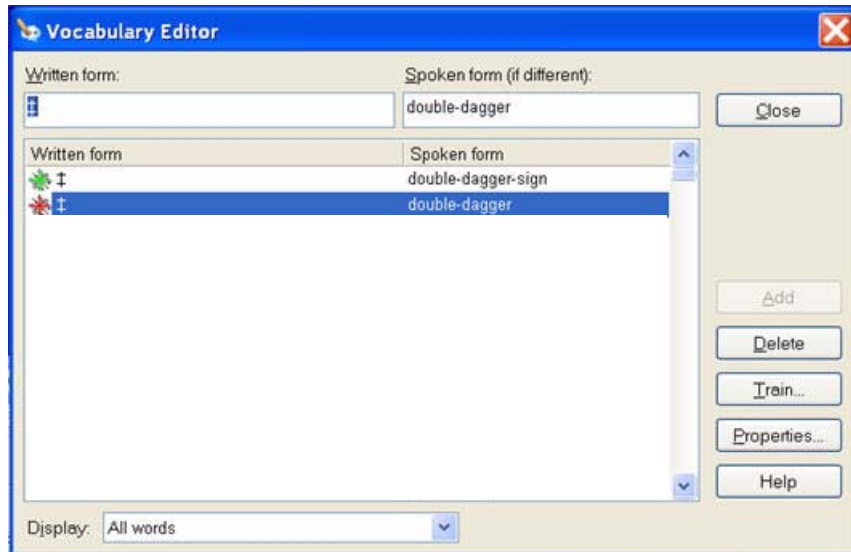 Vocabulary Editor
Written form: Spoken form (if different):
‡ double-dagger Close
Written form Spoken form
‡ double-dagger-sign
‡ double-dagger
Add
Delete
Train...
Properties...
Help
Display: All words